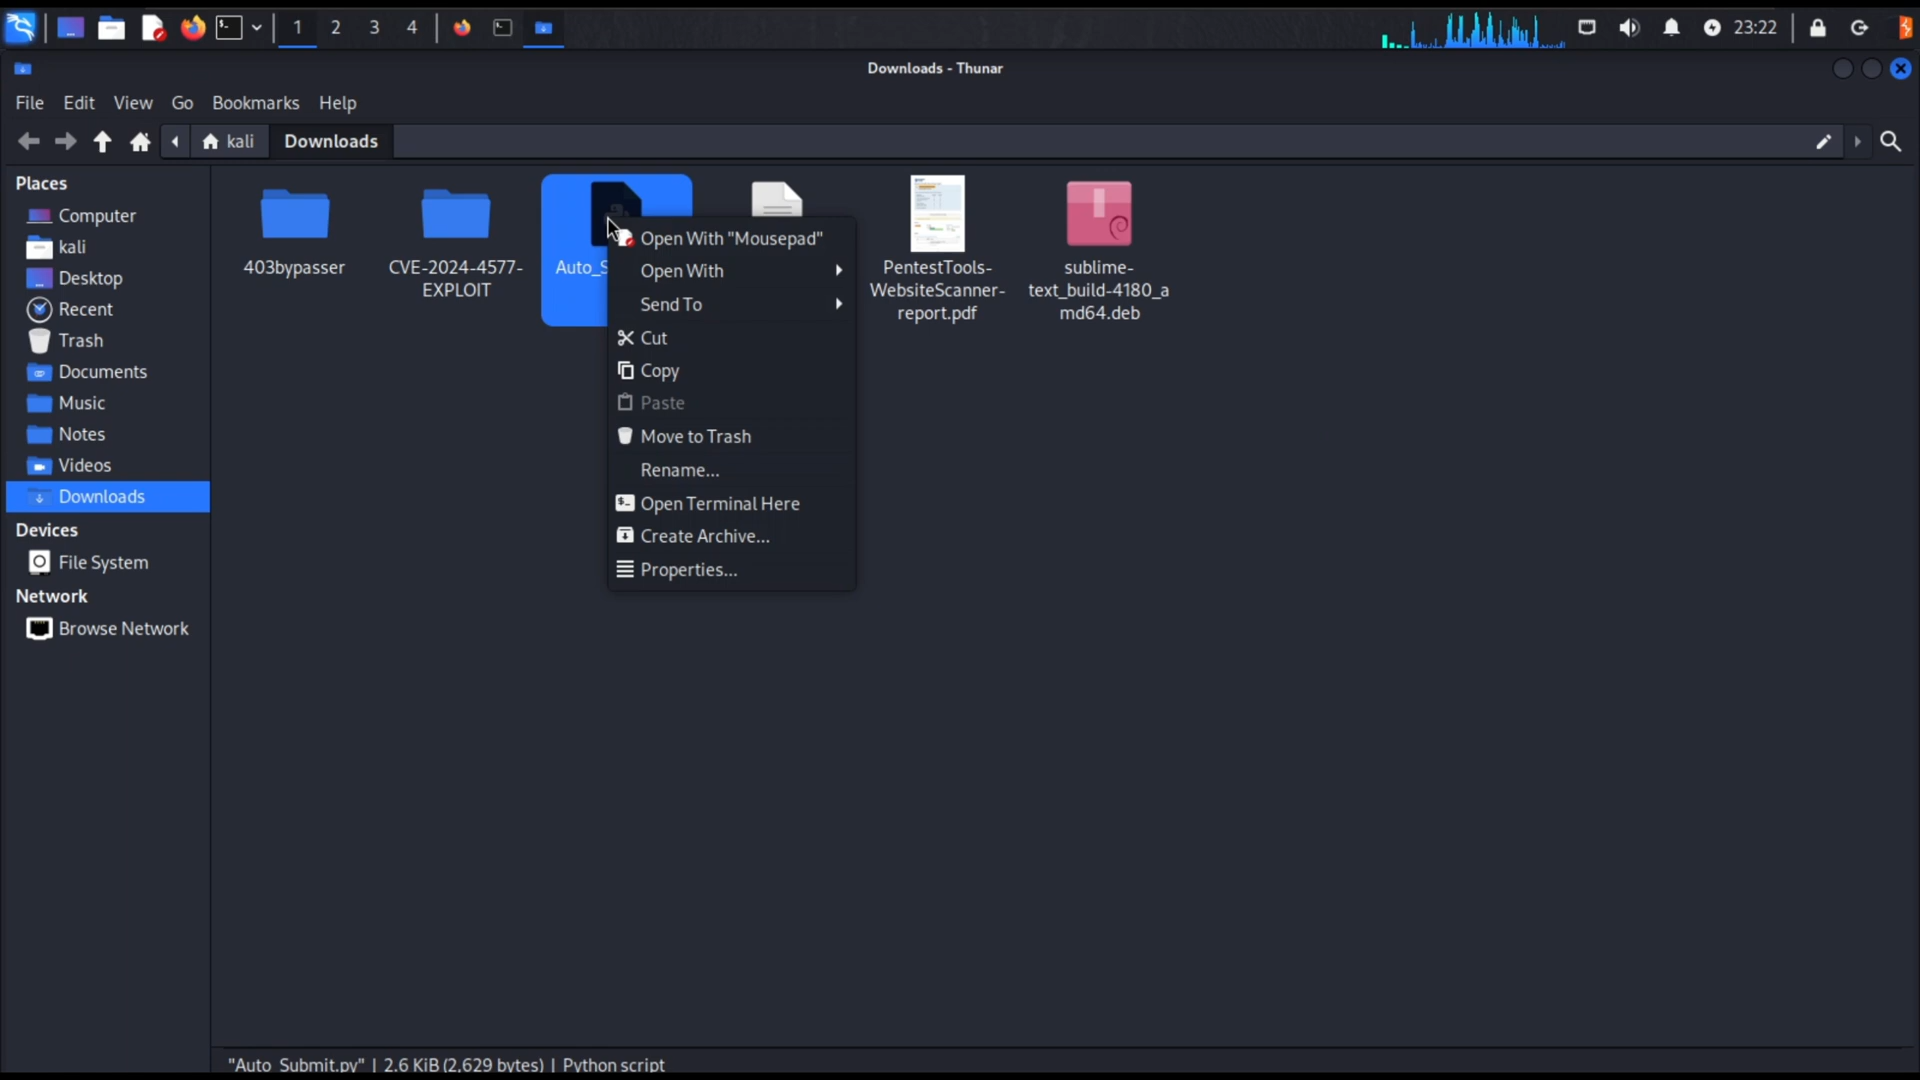 1 2 3 4 23:22
Downloads - Thunar
File Edit View Go Bookmarks Help
kali Downloads
Places
Computer
kali
Desktop
Recent
Trash
Documents
Music
Notes
Videos
Downloads
Devices
File System
Network
Browse Network
403bypasser
CVE-2024-4577-
EXPLOIT
Auto_S
PentestTools-
WebsiteScanner-
report.pdf
sublime-
text_build-4180_a
md64.deb
Open With "Mousepad"
Open With
Send To
Cut
Copy
Paste
Move to Trash
Rename...
Open Terminal Here
Create Archive...
Properties...
"Auto_Submit.py" | 2.6 KiB (2,629 bytes) | Python script